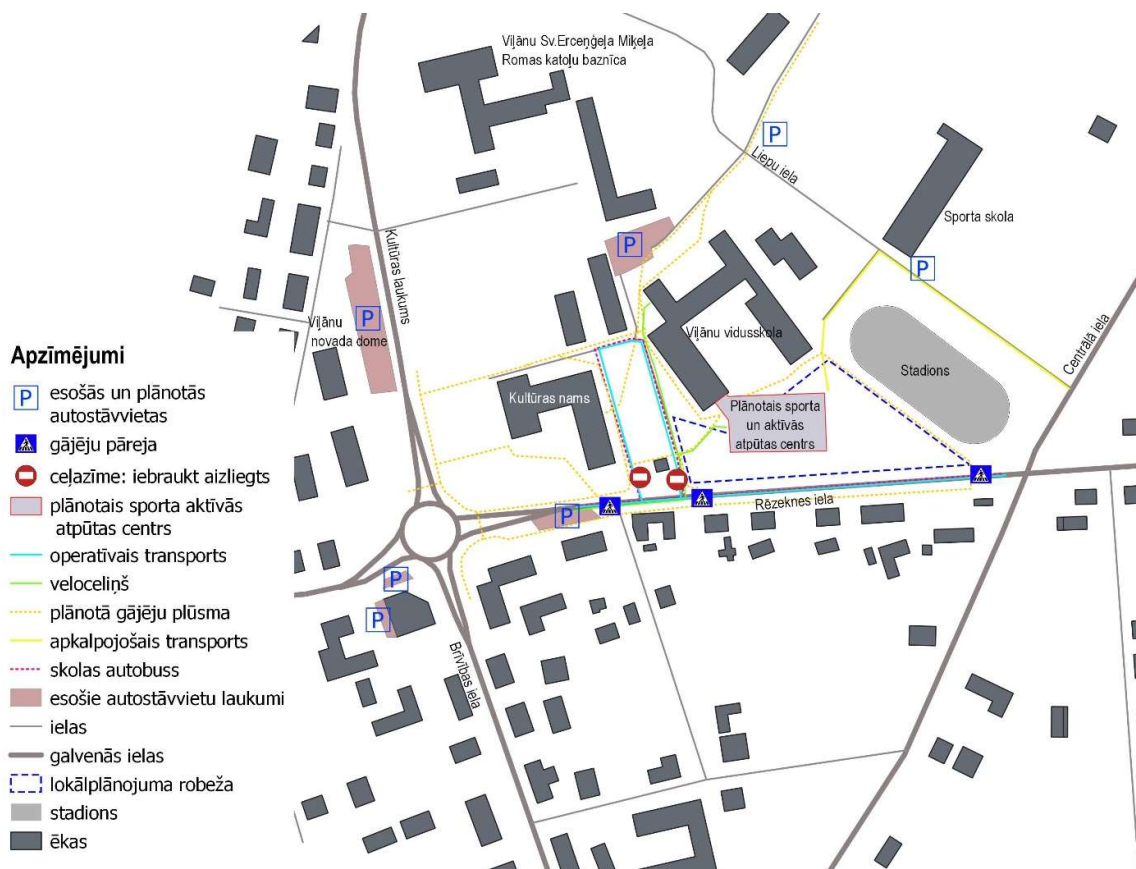 Viļānu Sv.Erceņģeļa Miķeļa
Romas katoļu baznīca
P
Liepu iela
Sporta skola
P
P
Kultūras laukums
Centrālā iela
P
Viļānu
novada dome
Viļānu vidusskola
Stadions
Kultūras nams
Plānotais sporta
un aktīvās
atpūtas centrs
Rēzeknes iela
P
P
P
Brīvības iela
Apzīmējumi
P
esošās un plānotās
autostāvvietas
gājēju pāreja
ceļazīme: iebraukt aizliegts
plānotais sporta aktīvās
atpūtas centrs
operatīvais transports
veloceliņš
plānotā gājēju plūsma
apkalpojošais transports
skolas autobuss
esošie autostāvvietu laukumi
ielas
galvenās ielas
lokālplānojuma robeža
stadions
ēkas